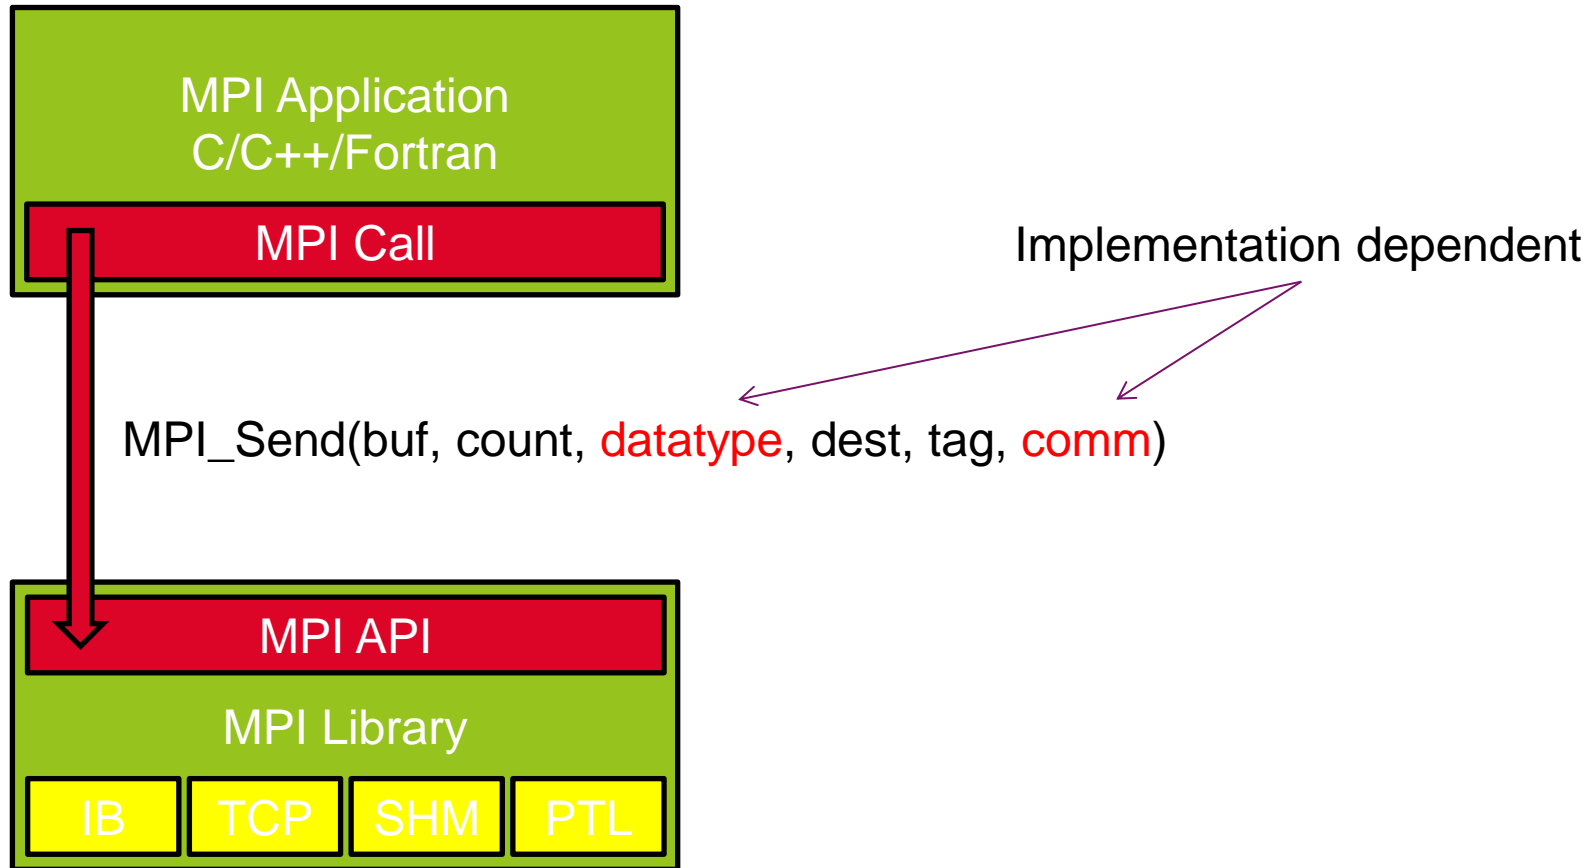 MPI Application
C/C++/Fortran
MPI Call
Implementation dependent
MPI_Send(buf, count, datatype, dest, tag, comm)
MPI API
MPI Library
IB TCP SHM PTL